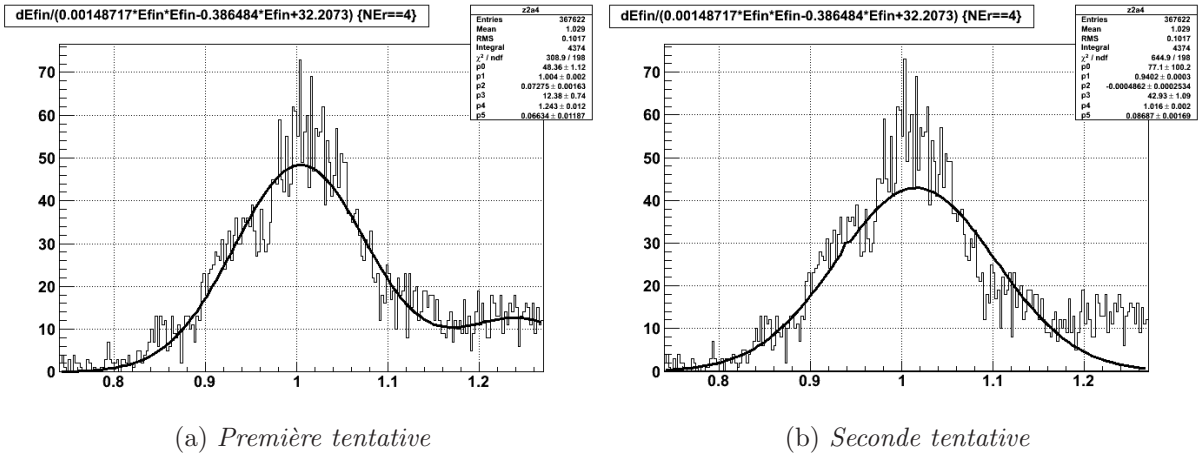 dEfin/(0.00148717*Efin*Efin-0.386484*Efin+32.2073) {NEr==4}
z2a4
Entries 367622
Mean 1.029
RMS 0.1017
Integral 4374
χ² / ndf 308.9 / 198
p0 48.36 ± 1.12
p1 1.004 ± 0.002
p2 0.07275 ± 0.00163
p3 12.38 ± 0.74
p4 1.243 ± 0.012
p5 0.06634 ± 0.01187
70
60
50
40
30
20
10
0
0.8 0.9 1 1.1 1.2
(a) Première tentative
dEfin/(0.00148717*Efin*Efin-0.386484*Efin+32.2073) {NEr==4}
z2a4
Entries 367622
Mean 1.029
RMS 0.1017
Integral 4374
χ² / ndf 644.9 / 198
p0 77.1 ± 100.2
p1 0.9402 ± 0.0003
p2 -0.0004862 ± 0.0002534
p3 42.93 ± 1.09
p4 1.016 ± 0.002
p5 0.08687 ± 0.00169
70
60
50
40
30
20
10
0
0.8 0.9 1 1.1 1.2
(b) Seconde tentative